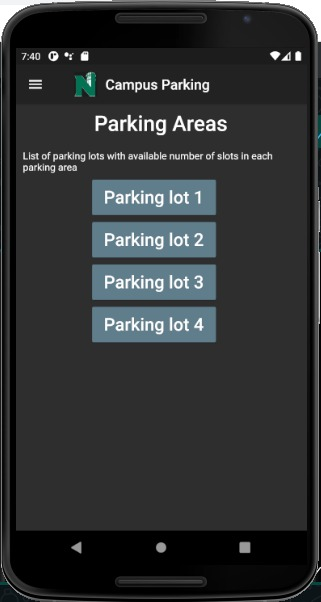 7:40
Campus Parking
Parking Areas
List of parking lots with available number of slots in each
parking area
Parking lot 1
Parking lot 2
Parking lot 3
Parking lot 4